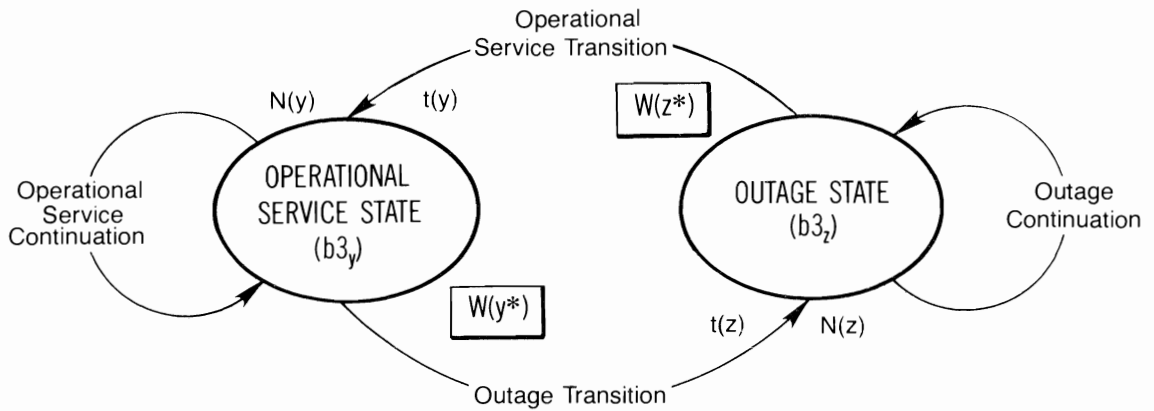 Operational
Service Transition
N(y)
t(y)
W(z*)
Operational
Service
Continuation
OPERATIONAL
SERVICE STATE
(b3y)
OUTAGE STATE
(b3z)
Outage
Continuation
W(y*)
t(z)
N(z)
Outage Transition